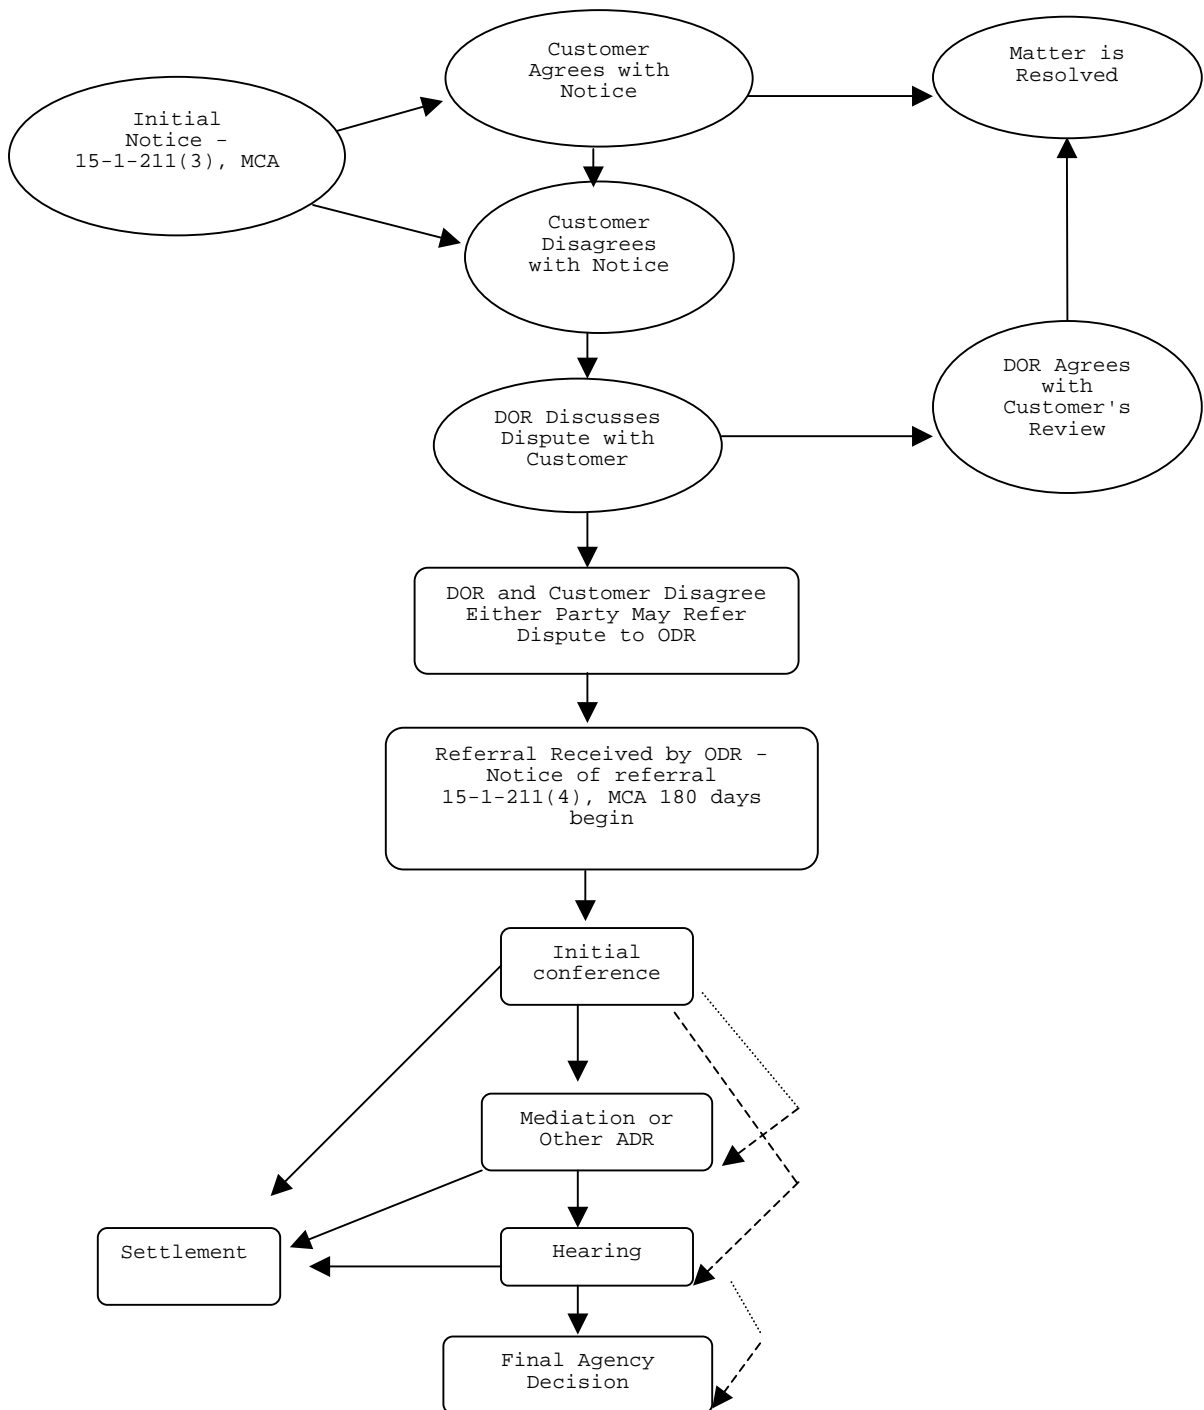 Customer
Agrees with
Notice
Matter is
Resolved
Initial
Notice -
15-1-211(3), MCA
Customer
Disagrees
with Notice
DOR Agrees
with
Customer's
Review
DOR Discusses
Dispute with
Customer
DOR and Customer Disagree
Either Party May Refer
Dispute to ODR
Referral Received by ODR -
Notice of referral
15-1-211(4), MCA 180 days
begin
Initial
conference
Mediation or
Other ADR
Settlement
Hearing
Final Agency
Decision